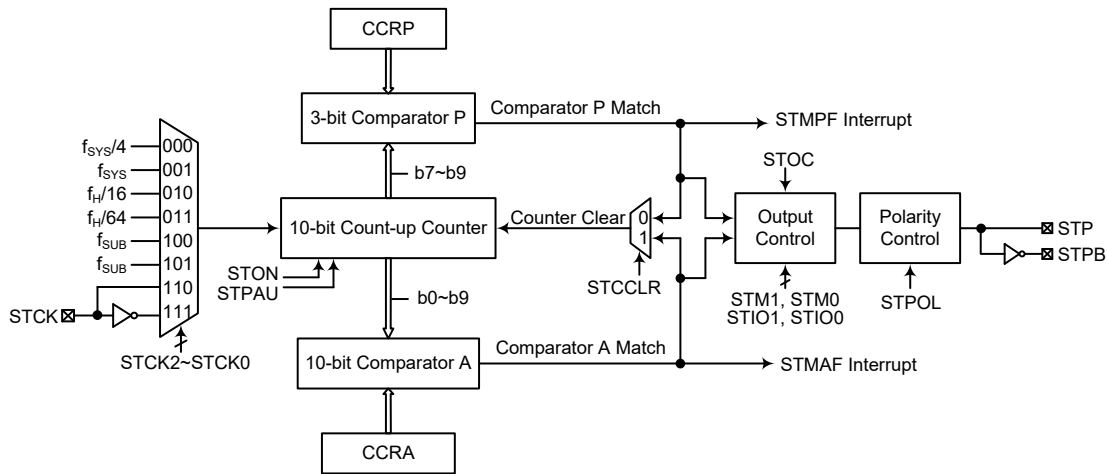 CCRP
3-bit Comparator P
Comparator P Match
STMPF Interrupt
b7~b9
fSYS/4
fSYS
fH/16
fH/64
fSUB
fSUB
000
001
010
011
100
101
110
111
STCK
STCK2~STCK0
10-bit Count-up Counter
STON
STPAU
Counter Clear
0
1
STCCLR
STOC
Output
Control
STM1, STM0
STIO1, STIO0
Polarity
Control
STPOL
STP
STPB
b0~b9
10-bit Comparator A
Comparator A Match
STMAF Interrupt
CCRA